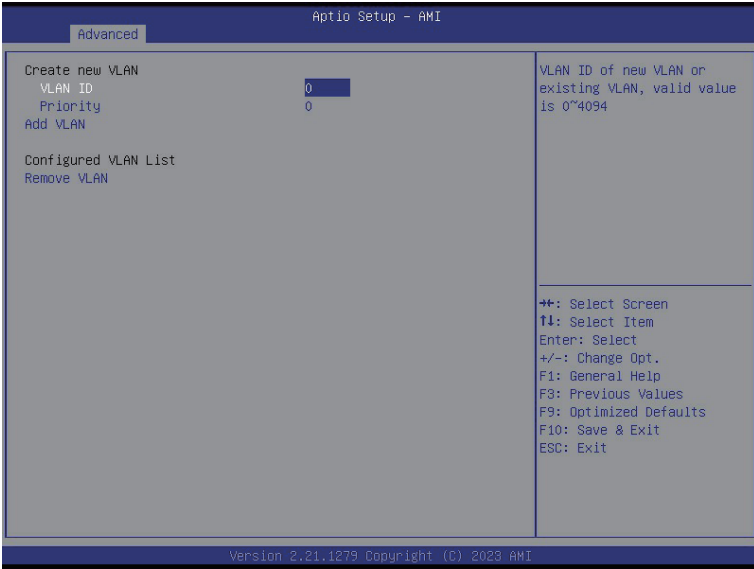 Aptio Setup – AMI
Advanced
Create new VLAN
VLAN ID 0
Priority 0
Add VLAN
Configured VLAN List
Remove VLAN
VLAN ID of new VLAN or
existing VLAN, valid value
is 0~4094
→←: Select Screen
↑↓: Select Item
Enter: Select
+/-: Change Opt.
F1: General Help
F3: Previous Values
F9: Optimized Defaults
F10: Save & Exit
ESC: Exit
Version 2.21.1279 Copyright (C) 2023 AMI